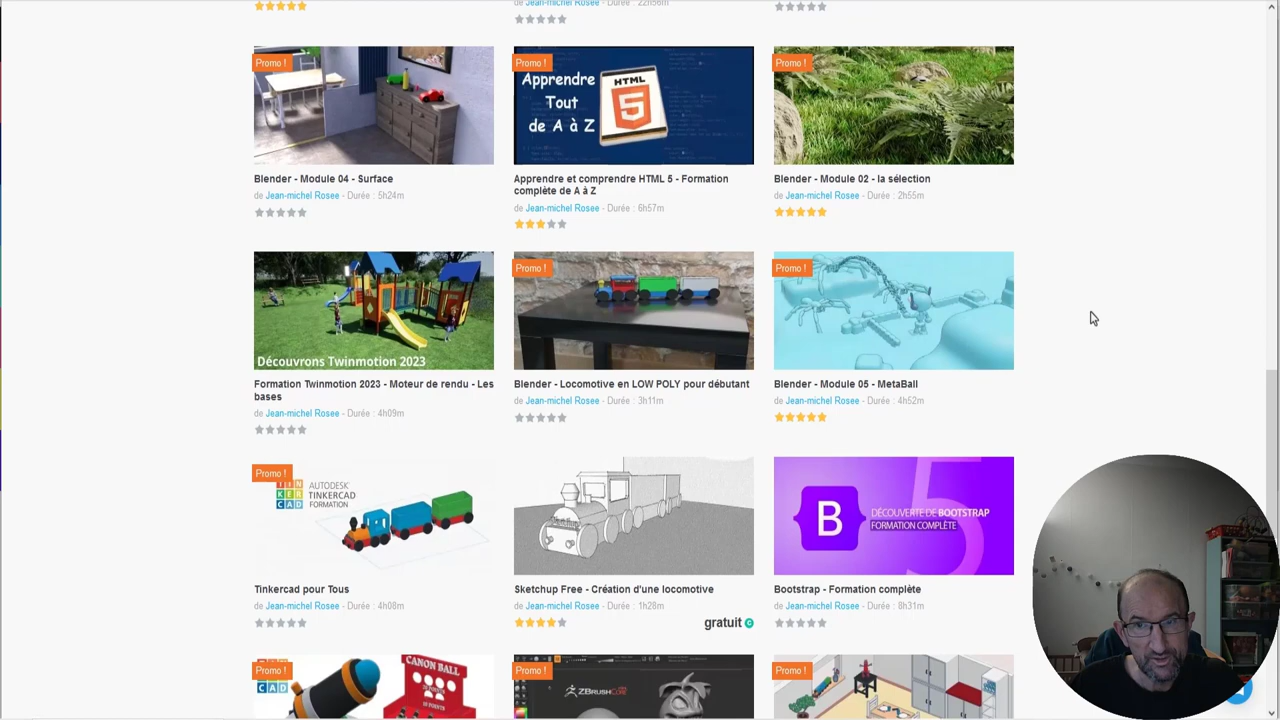 de Jean-michel Rosee - Durée : 22h56m
Promo !
Promo !
Apprendre
Tout
de A à Z
HTML
5
Promo !
Blender - Module 04 - Surface
de Jean-michel Rosee - Durée : 5h24m
Apprendre et comprendre HTML 5 - Formation
complète de A à Z
de Jean-michel Rosee - Durée : 6h57m
Blender - Module 02 - la sélection
de Jean-michel Rosee - Durée : 2h55m
Découvrons Twinmotion 2023
Promo !
Promo !
Formation Twinmotion 2023 - Moteur de rendu - Les
bases
de Jean-michel Rosee - Durée : 4h09m
Blender - Locomotive en LOW POLY pour débutant
de Jean-michel Rosee - Durée : 3h11m
Blender - Module 05 - MetaBall
de Jean-michel Rosee - Durée : 4h52m
Promo !
TIN
KER
CAD
AUTODESK
TINKERCAD
FORMATION
B
5
DÉCOUVERTE DE BOOTSTRAP
FORMATION COMPLÈTE
Tinkercad pour Tous
de Jean-michel Rosee - Durée : 4h08m
Sketchup Free - Création d'une locomotive
de Jean-michel Rosee - Durée : 1h28m
gratuit
Bootstrap - Formation complète
de Jean-michel Rosee - Durée : 8h31m
Promo !
CAD
CANON BALL
Promo !
ZBRUSHCORE
Promo !